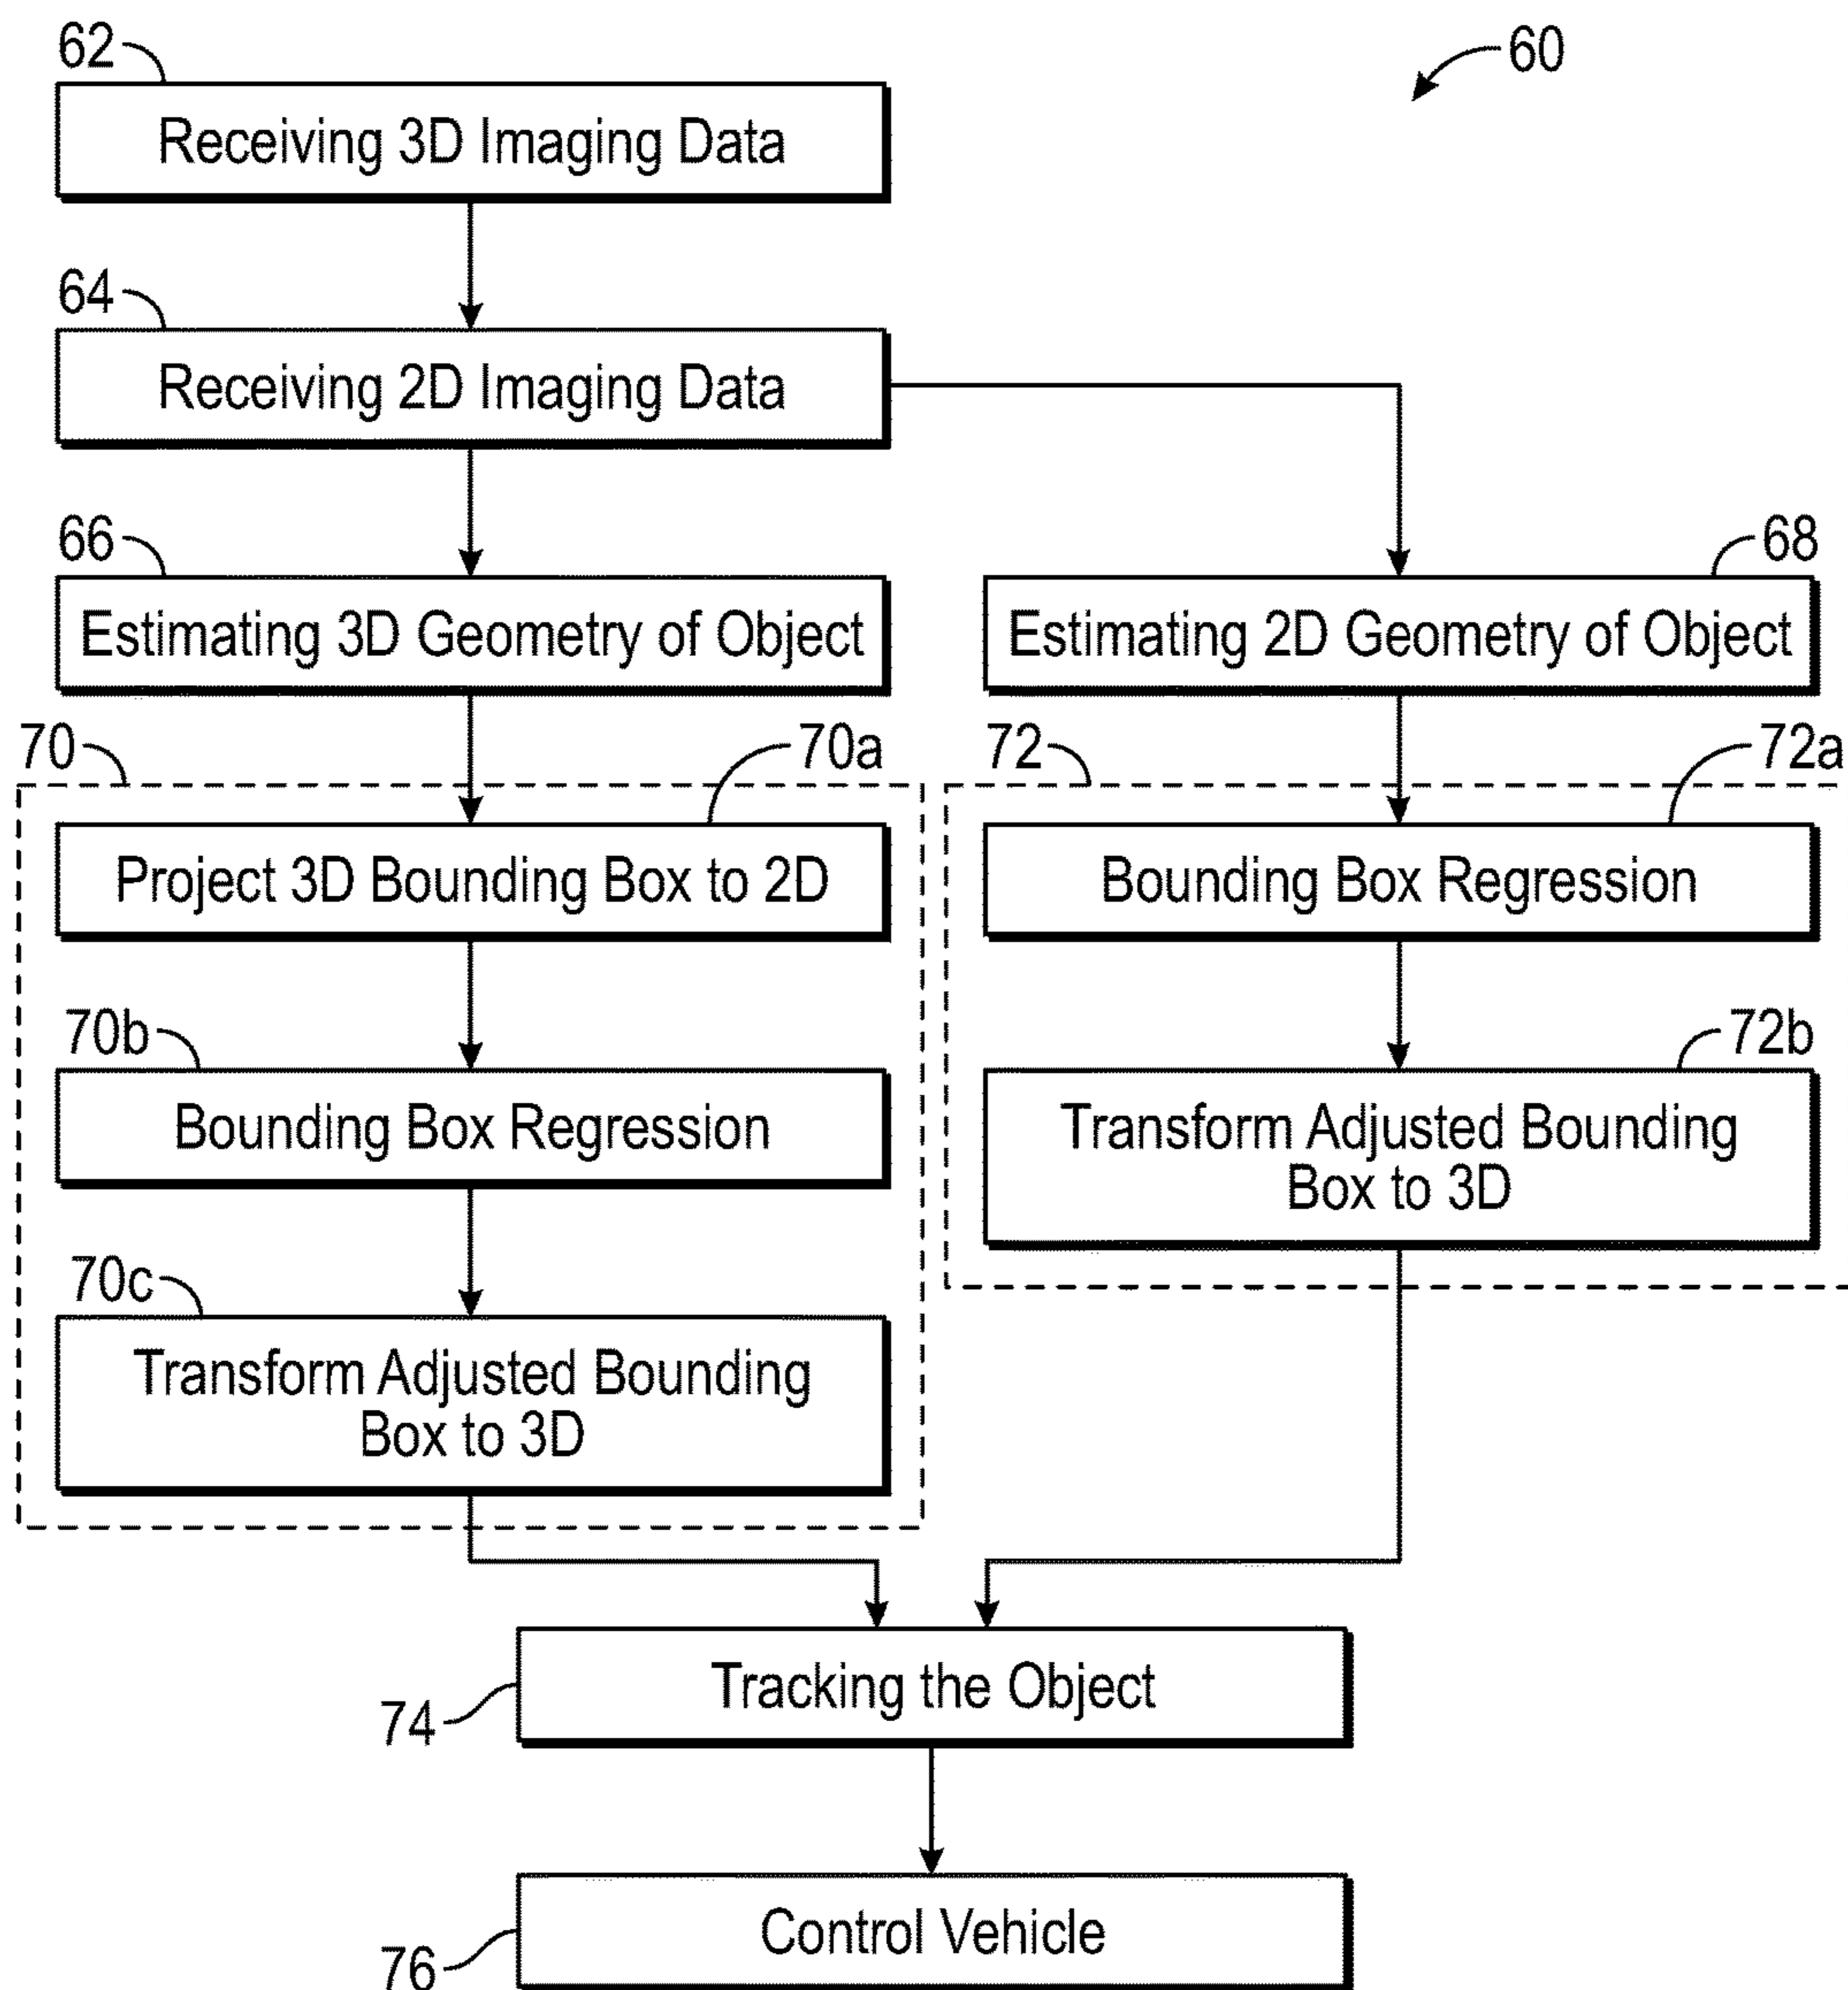 62
60
Receiving 3D Imaging Data
64
Receiving 2D Imaging Data
66
68
Estimating 3D Geometry of Object
Estimating 2D Geometry of Object
70
70a
72
72a
Project 3D Bounding Box to 2D
Bounding Box Regression
70b
72b
Bounding Box Regression
Transform Adjusted Bounding
Box to 3D
70c
Transform Adjusted Bounding
Box to 3D
Tracking the Object
74
Control Vehicle
76